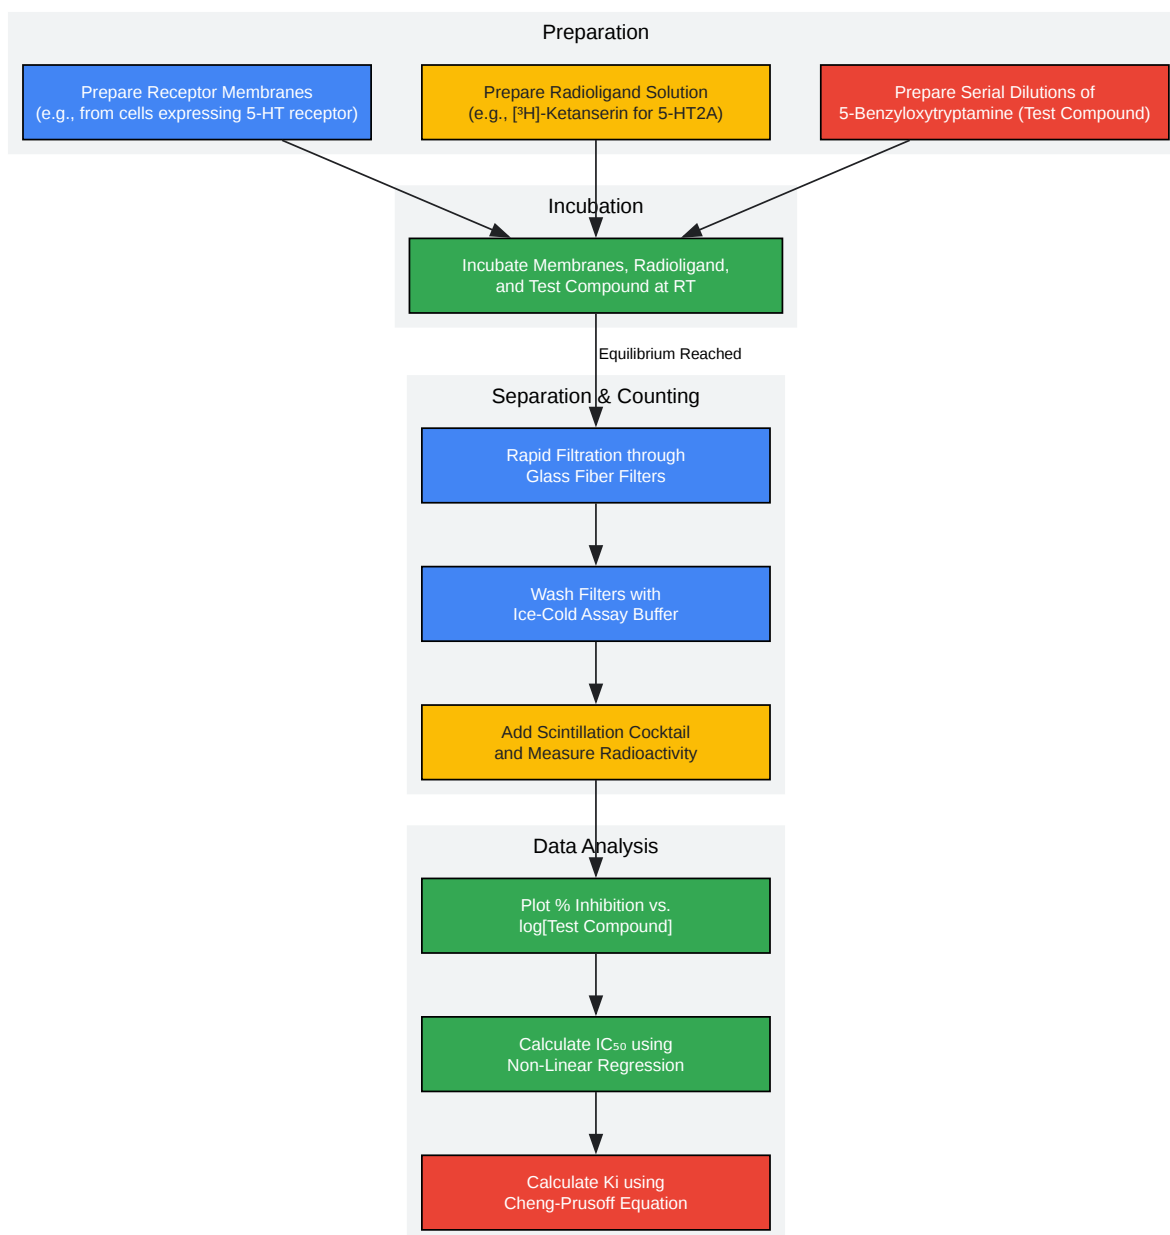 Preparation
Prepare Receptor Membranes
(e.g., from cells expressing 5-HT receptor)
Prepare Radioligand Solution
(e.g., [³H]-Ketanserin for 5-HT2A)
Prepare Serial Dilutions of
5-Benzyloxytryptamine (Test Compound)
Incubation
Incubate Membranes, Radioligand,
and Test Compound at RT
Equilibrium Reached
Separation & Counting
Rapid Filtration through
Glass Fiber Filters
Wash Filters with
Ice-Cold Assay Buffer
Add Scintillation Cocktail
and Measure Radioactivity
Data Analysis
Plot % Inhibition vs.
log[Test Compound]
Calculate IC₅₀ using
Non-Linear Regression
Calculate Ki using
Cheng-Prusoff Equation